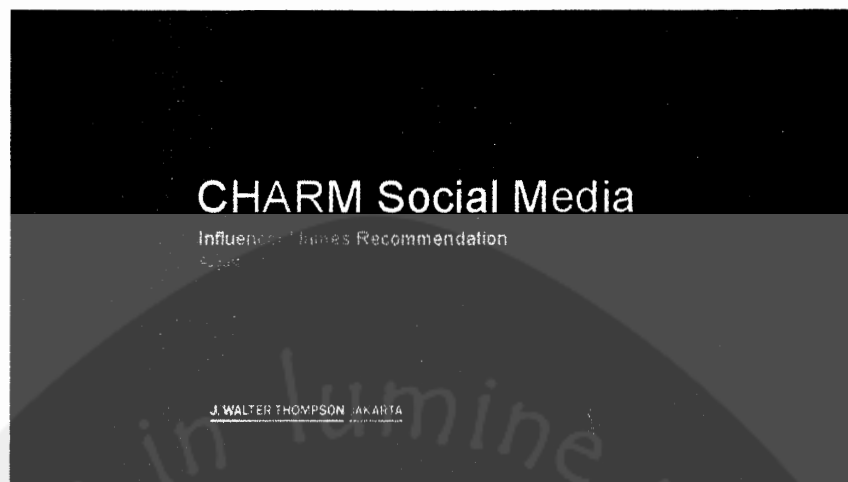 CHARM Social Media
Recommendation
J. WALTER THOMPSON JAKARTA
in lumine